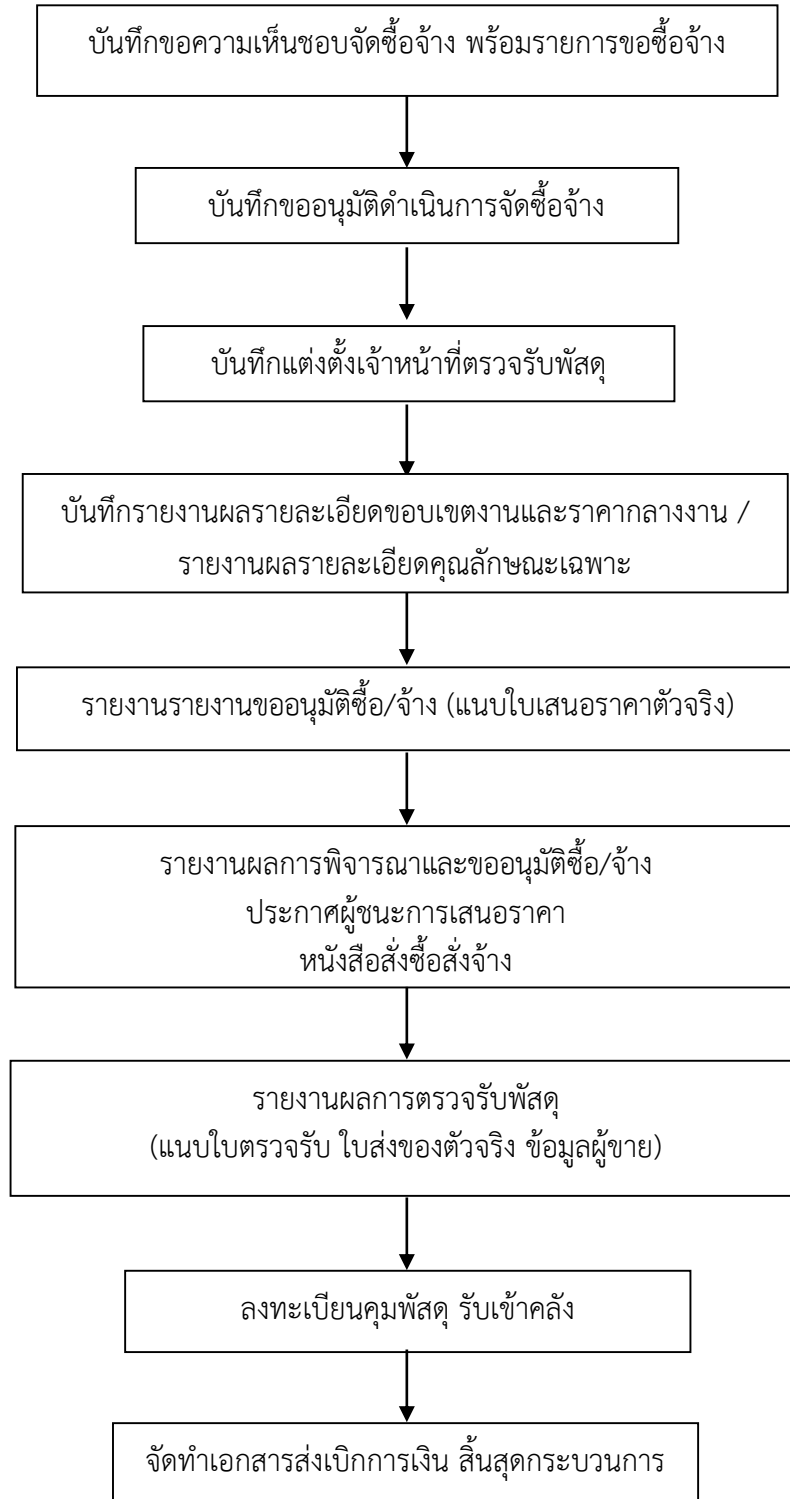 บันทึกขอความเห็นชอบจัดซื้อจ้าง พร้อมรายการขอซื้อจ้าง
บันทึกขออนุมัติดำเนินการจัดซื้อจ้าง
บันทึกแต่งตั้งเจ้าหน้าที่ตรวจรับพัสดุ
บันทึกรายงานผลรายละเอียดขอบเขตงานและราคากลางงาน /
รายงานผลรายละเอียดคุณลักษณะเฉพาะ
รายงานรายงานขออนุมัติซื้อ/จ้าง (แนบใบเสนอราคาตัวจริง)
รายงานผลการพิจารณาและขออนุมัติซื้อ/จ้าง
ประกาศผู้ชนะการเสนอราคา
หนังสือสั่งซื้อสั่งจ้าง
รายงานผลการตรวจรับพัสดุ
(แนบใบตรวจรับ ใบส่งของตัวจริง ข้อมูลผู้ขาย)
ลงทะเบียนคุมพัสดุ รับเข้าคลัง
จัดทำเอกสารส่งเบิกการเงิน สิ้นสุดกระบวนการ